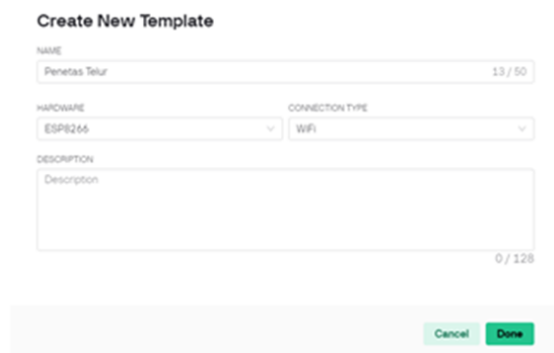 Create New Template
NAME
Penetas Telur 13 / 50
HARDWARE CONNECTION TYPE
ESP8266 WiFi
DESCRIPTION
Description
0 / 128
Cancel Done